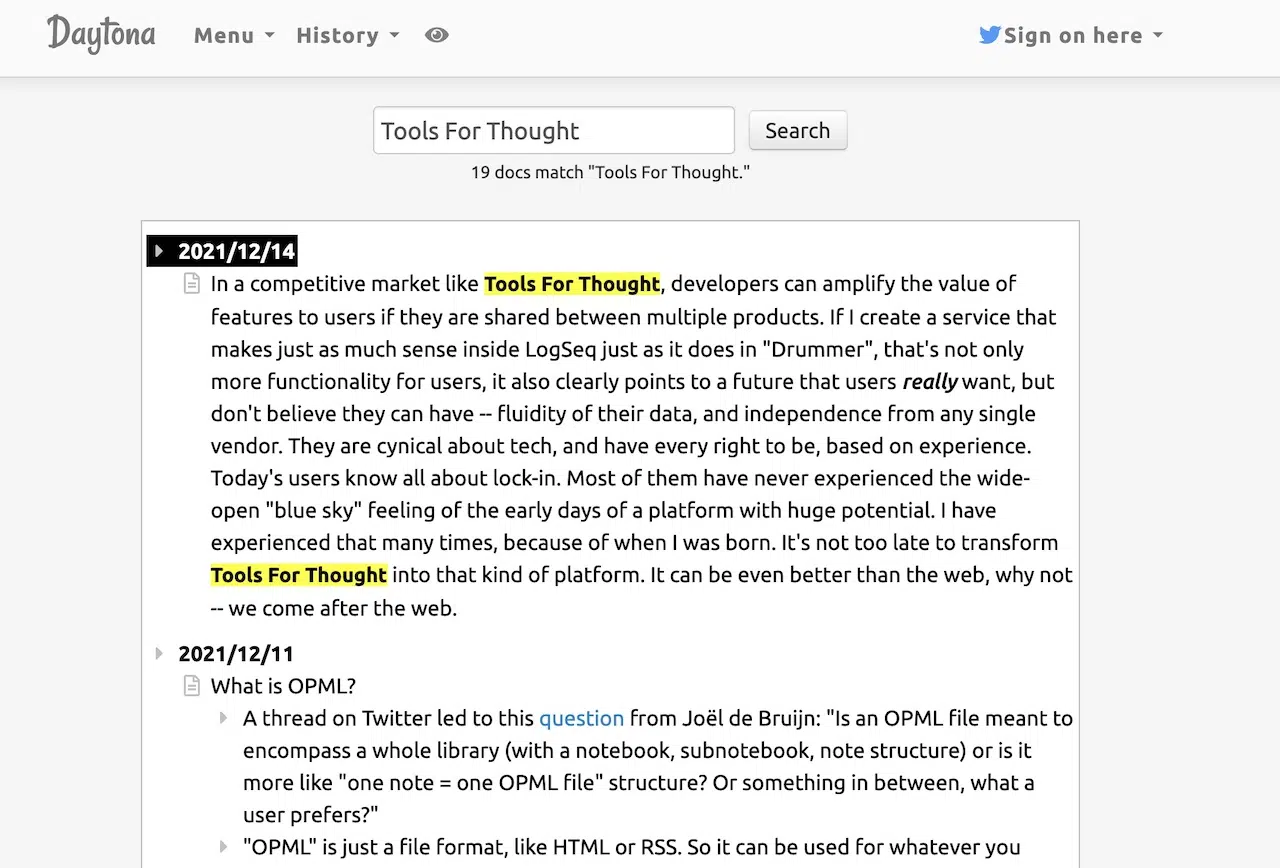 Daytona Menu History Sign on here
Tools For Thought Search
19 docs match "Tools For Thought."
2021/12/14
In a competitive market like Tools For Thought, developers can amplify the value of
features to users if they are shared between multiple products. If I create a service that
makes just as much sense inside LogSeq just as it does in "Drummer", that's not only
more functionality for users, it also clearly points to a future that users really want, but
don't believe they can have -- fluidity of their data, and independence from any single
vendor. They are cynical about tech, and have every right to be, based on experience.
Today's users know all about lock-in. Most of them have never experienced the wide-
open "blue sky" feeling of the early days of a platform with huge potential. I have
experienced that many times, because of when I was born. It's not too late to transform
Tools For Thought into that kind of platform. It can be even better than the web, why not
-- we come after the web.
2021/12/11
What is OPML?
A thread on Twitter led to this question from Joël de Bruijn: "Is an OPML file meant to
encompass a whole library (with a notebook, subnotebook, note structure) or is it
more like "one note = one OPML file" structure? Or something in between, what a
user prefers?"
"OPML" is just a file format, like HTML or RSS. So it can be used for whatever you